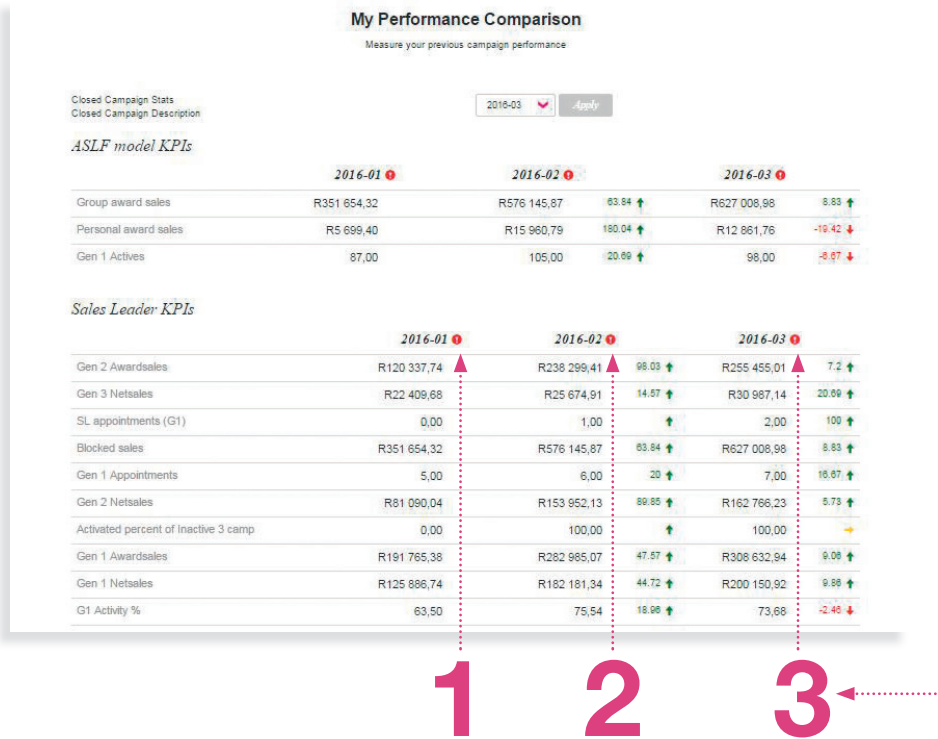 My Performance Comparison
Measure your previous campaign performance
Closed Campaign Stats
Closed Campaign Description
2016-03 Apply
ASLF model KPIs
2016-01 2016-02 2016-03
Group award sales R351 654,32 R576 145,87 63.84 R627 008,98 8.83
Personal award sales R5 699,40 R15 960,79 180.04 R12 861,76 -19.42
Gen 1 Actives 87,00 105,00 20.69 98,00 -6.67
Sales Leader KPIs
2016-01 2016-02 2016-03
Gen 2 Awardsales R120 337,74 R238 299,41 98.03 R255 455,01 7.2
Gen 3 Netsales R22 409,68 R25 674,91 14.57 R30 987,14 20.69
SL appointments (G1) 0,00 1,00 2,00 100
Blocked sales R351 654,32 R576 145,87 63.84 R627 008,98 8.83
Gen 1 Appointments 5,00 6,00 20 7,00 16.67
Gen 2 Netsales R81 090,04 R153 952,13 89.85 R162 766,23 5.73
Activated percent of Inactive 3 camp 0,00 100,00 100,00
Gen 1 Awardsales R191 765,38 R282 985,07 47.57 R308 632,94 9.06
Gen 1 Netsales R125 886,74 R182 181,34 44.72 R200 150,92 9.86
G1 Activity % 63,50 75,54 18.96 73,68 -2.46
1 2 3